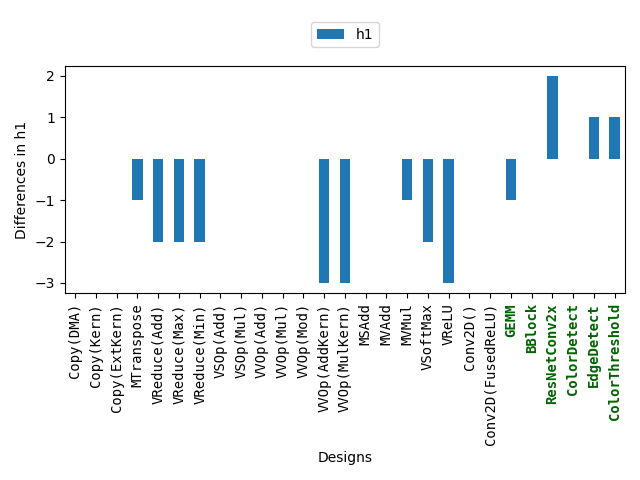 h1
Differences in h1
2
1
0
−1
−2
−3
Copy(DMA)
Copy(Kern)
Copy(ExtKern)
MTranspose
VReduce(Add)
VReduce(Max)
VReduce(Min)
VSOp(Add)
VSOp(Mul)
VVOp(Add)
VVOp(Mul)
VVOp(Mod)
VVOp(AddKern)
VVOp(MulKern)
MSAdd
MVAdd
MVMul
VSoftMax
VReLU
Conv2D()
Conv2D(FusedReLU)
GEMM
BBlock
ResNetConv2x
ColorDetect
EdgeDetect
ColorThreshold
Designs